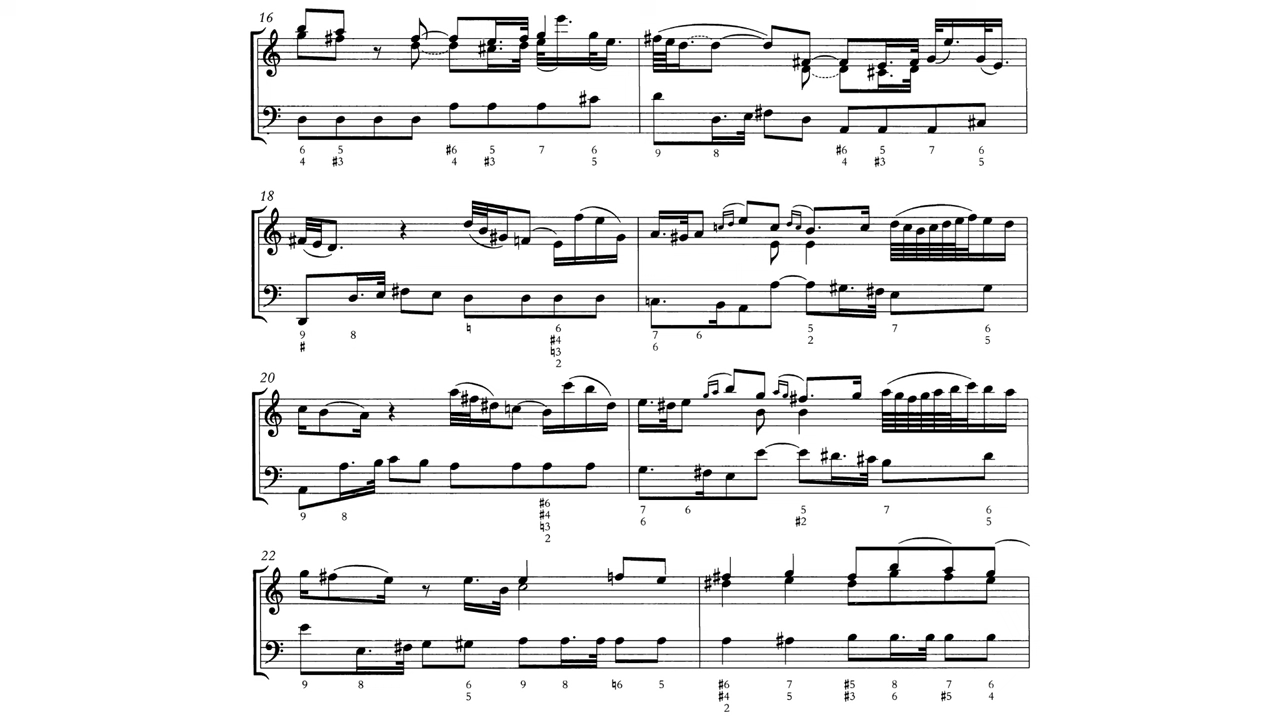 16
6 5 ♯6 5 7 6 9 8 ♯6 5 7 6
4 ♯3 4 ♯3 5 4 ♯3 5
18
9 8 ♮ 6 7 6 5 7 6
♯ ♯4 6 2 5
♮3
2
20
9 8 ♯6 7 6 5 7 6
♯4 6 ♯2 5
♮3
2
22
9 8 6 9 8 ♮6 5 ♯6 7 ♯5 8 7 6
5 ♯4 5 ♯3 6 ♯5 4
2